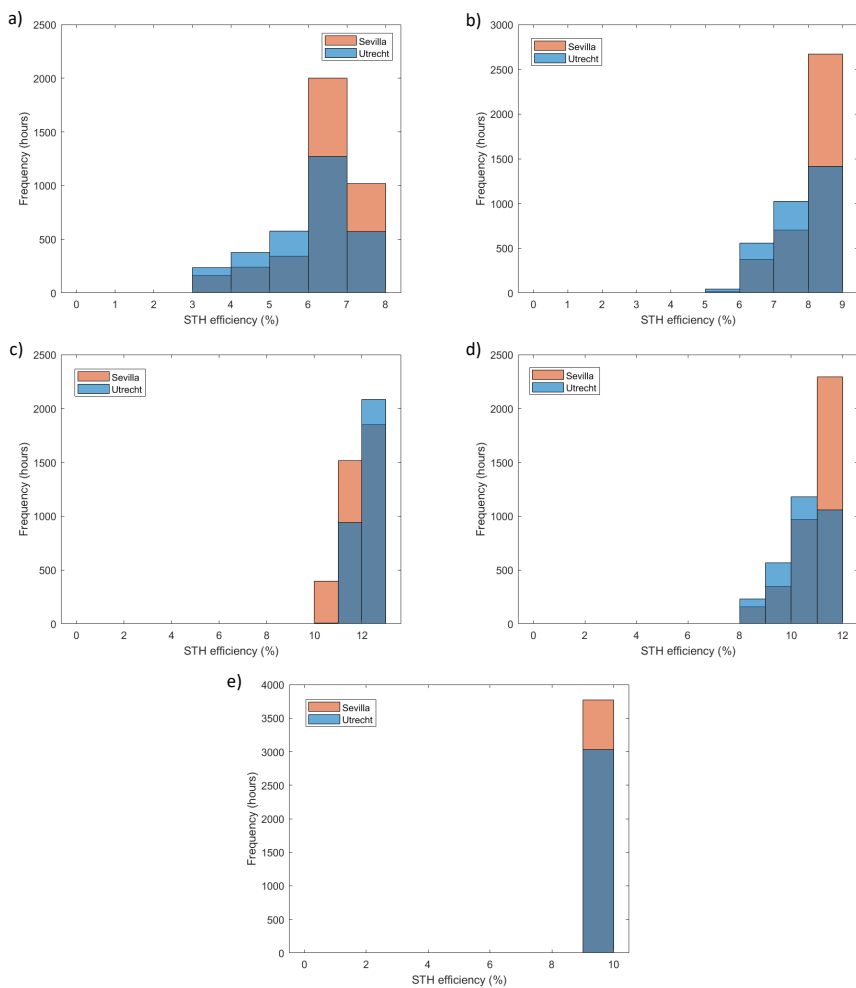 a)
2500
2000
1500
1000
500
0
Frequency (hours)
Sevilla
Utrecht
0 1 2 3 4 5 6 7 8
STH efficiency (%)
b)
3000
2500
2000
1500
1000
500
0
Frequency (hours)
Sevilla
Utrecht
0 1 2 3 4 5 6 7 8 9
STH efficiency (%)
c)
2500
2000
1500
1000
500
0
Frequency (hours)
Sevilla
Utrecht
0 2 4 6 8 10 12
STH efficiency (%)
d)
2500
2000
1500
1000
500
0
Frequency (hours)
Sevilla
Utrecht
0 2 4 6 8 10 12
STH efficiency (%)
e)
4000
3500
3000
2500
2000
1500
1000
500
0
Frequency (hours)
Sevilla
Utrecht
0 2 4 6 8 10
STH efficiency (%)